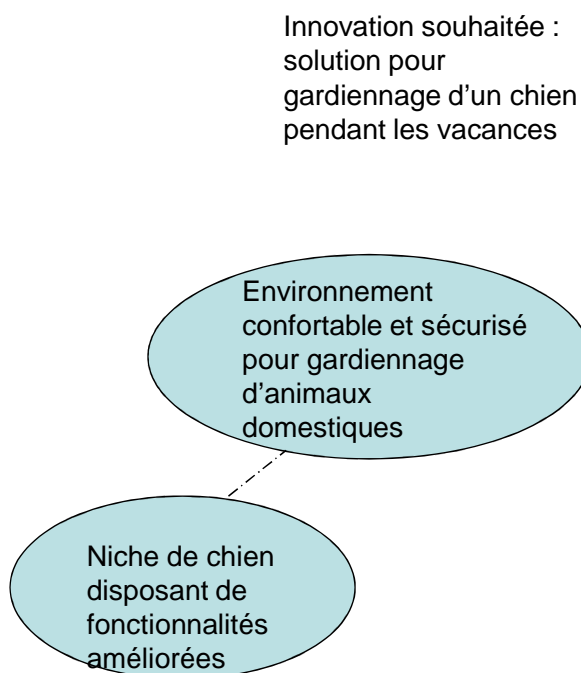 Innovation souhaitée :
solution pour
gardiennage d’un chien
pendant les vacances
Environnement
confortable et sécurisé
pour gardiennage
d’animaux
domestiques
Niche de chien
disposant de
fonctionnalités
améliorées